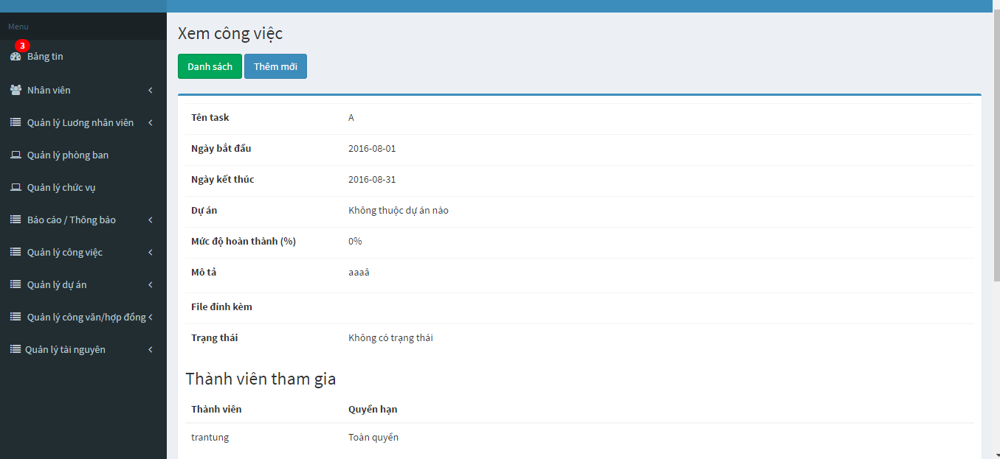 Menu
3
Bảng tin
Nhân viên
Quản lý Lương nhân viên
Quản lý phòng ban
Quản lý chức vụ
Báo cáo / Thông báo
Quản lý công việc
Quản lý dự án
Quản lý công văn/hợp đồng
Quản lý tài nguyên
Xem công việc
Danh sách Thêm mới
Tên task A
Ngày bắt đầu 2016-08-01
Ngày kết thúc 2016-08-31
Dự án Không thuộc dự án nào
Mức độ hoàn thành (%) 0%
Mô tả aaaâ
File đính kèm
Trạng thái Không có trạng thái
Thành viên tham gia
Thành viên Quyền hạn
trantung Toàn quyền